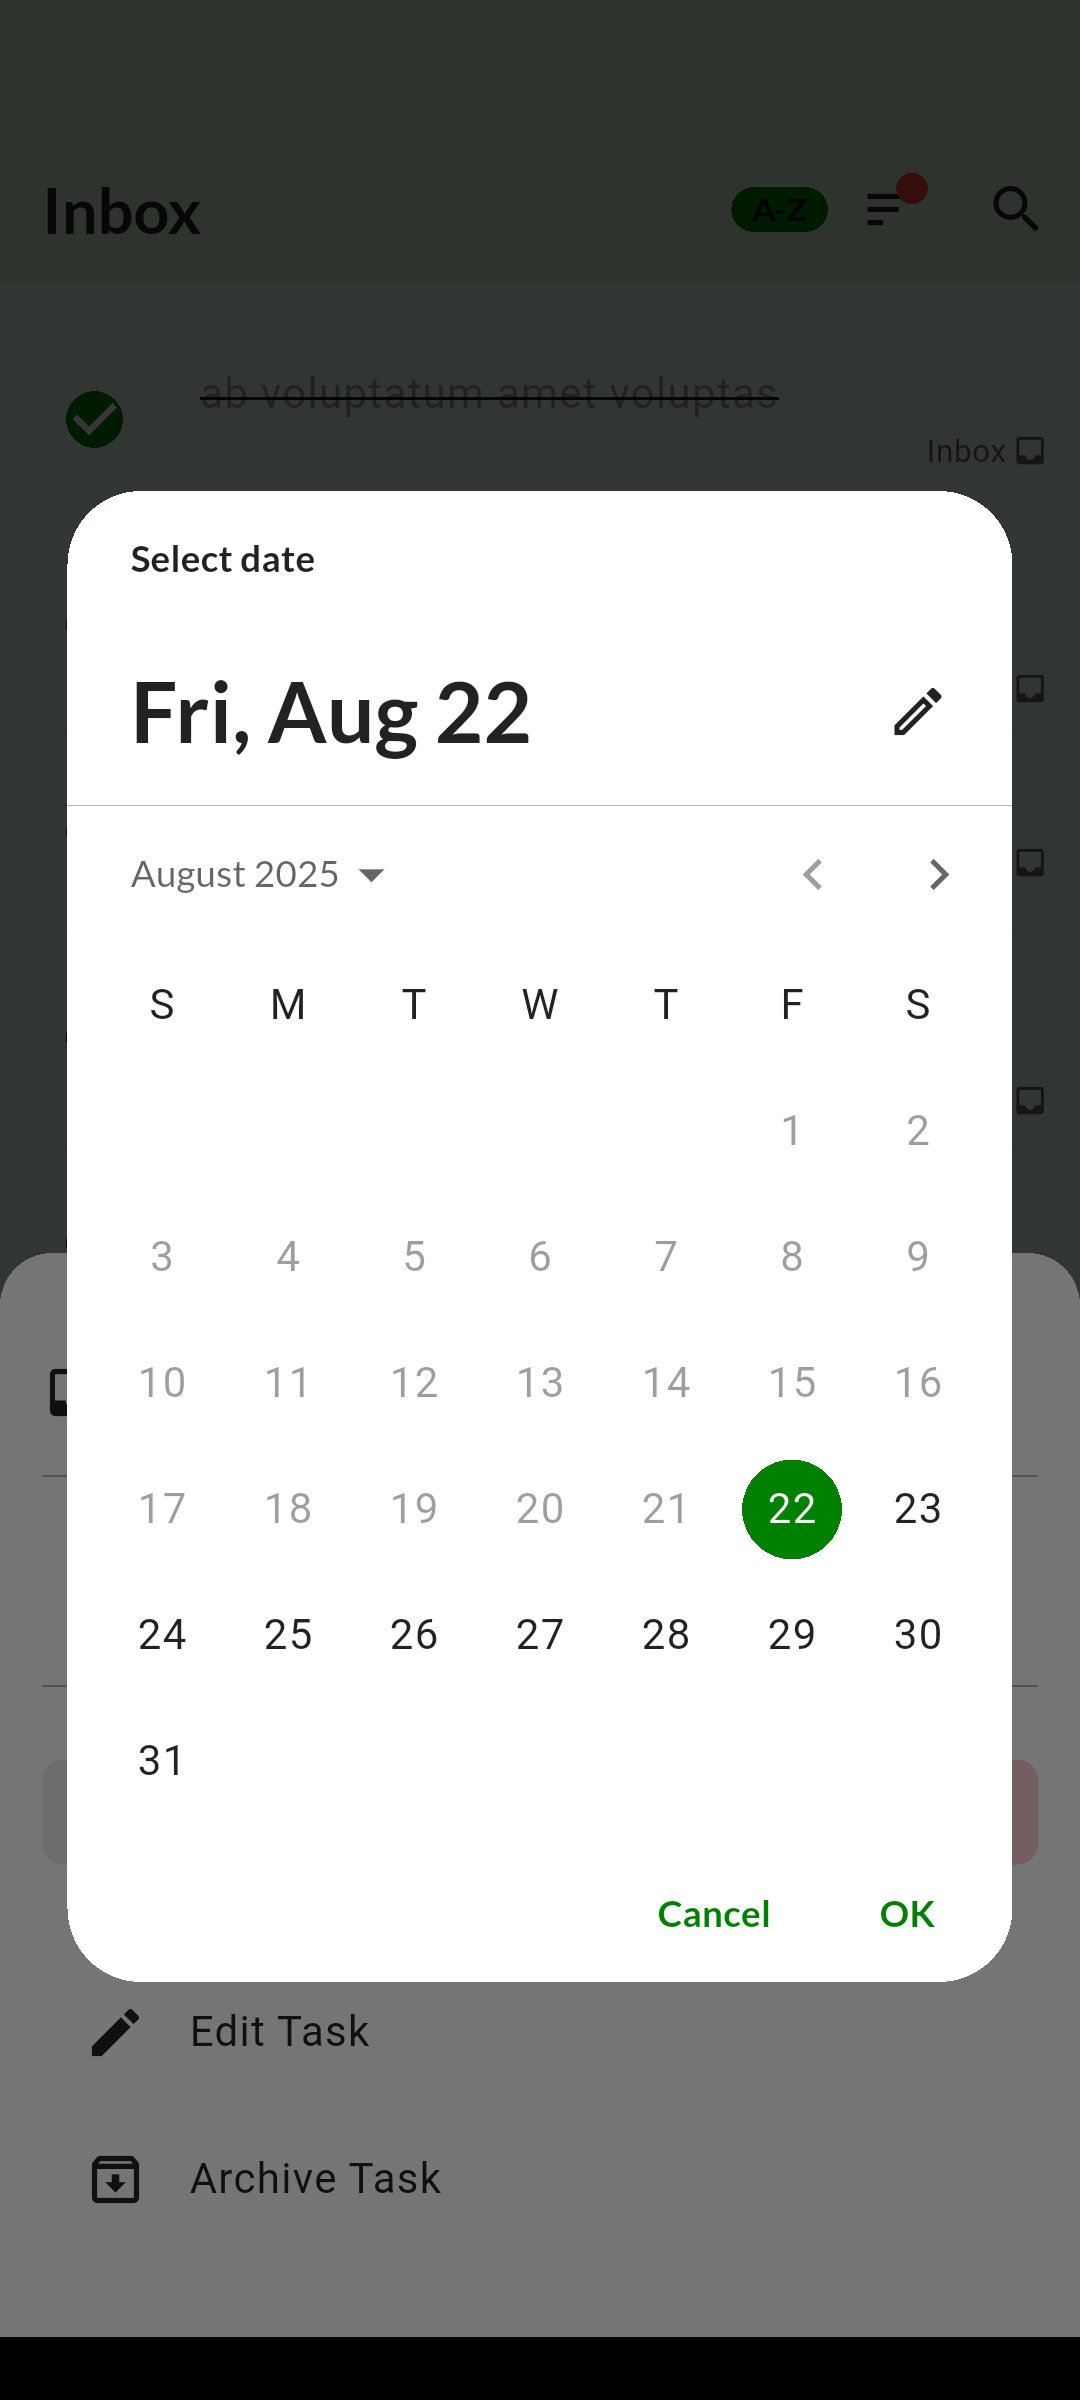 Inbox
A-Z
ab voluptatum amet voluptas
Inbox
Select date
Fri, Aug 22
August 2025
S M T W T F S
1 2
3 4 5 6 7 8 9
10 11 12 13 14 15 16
17 18 19 20 21 22 23
24 25 26 27 28 29 30
31
Cancel OK
Edit Task
Archive Task